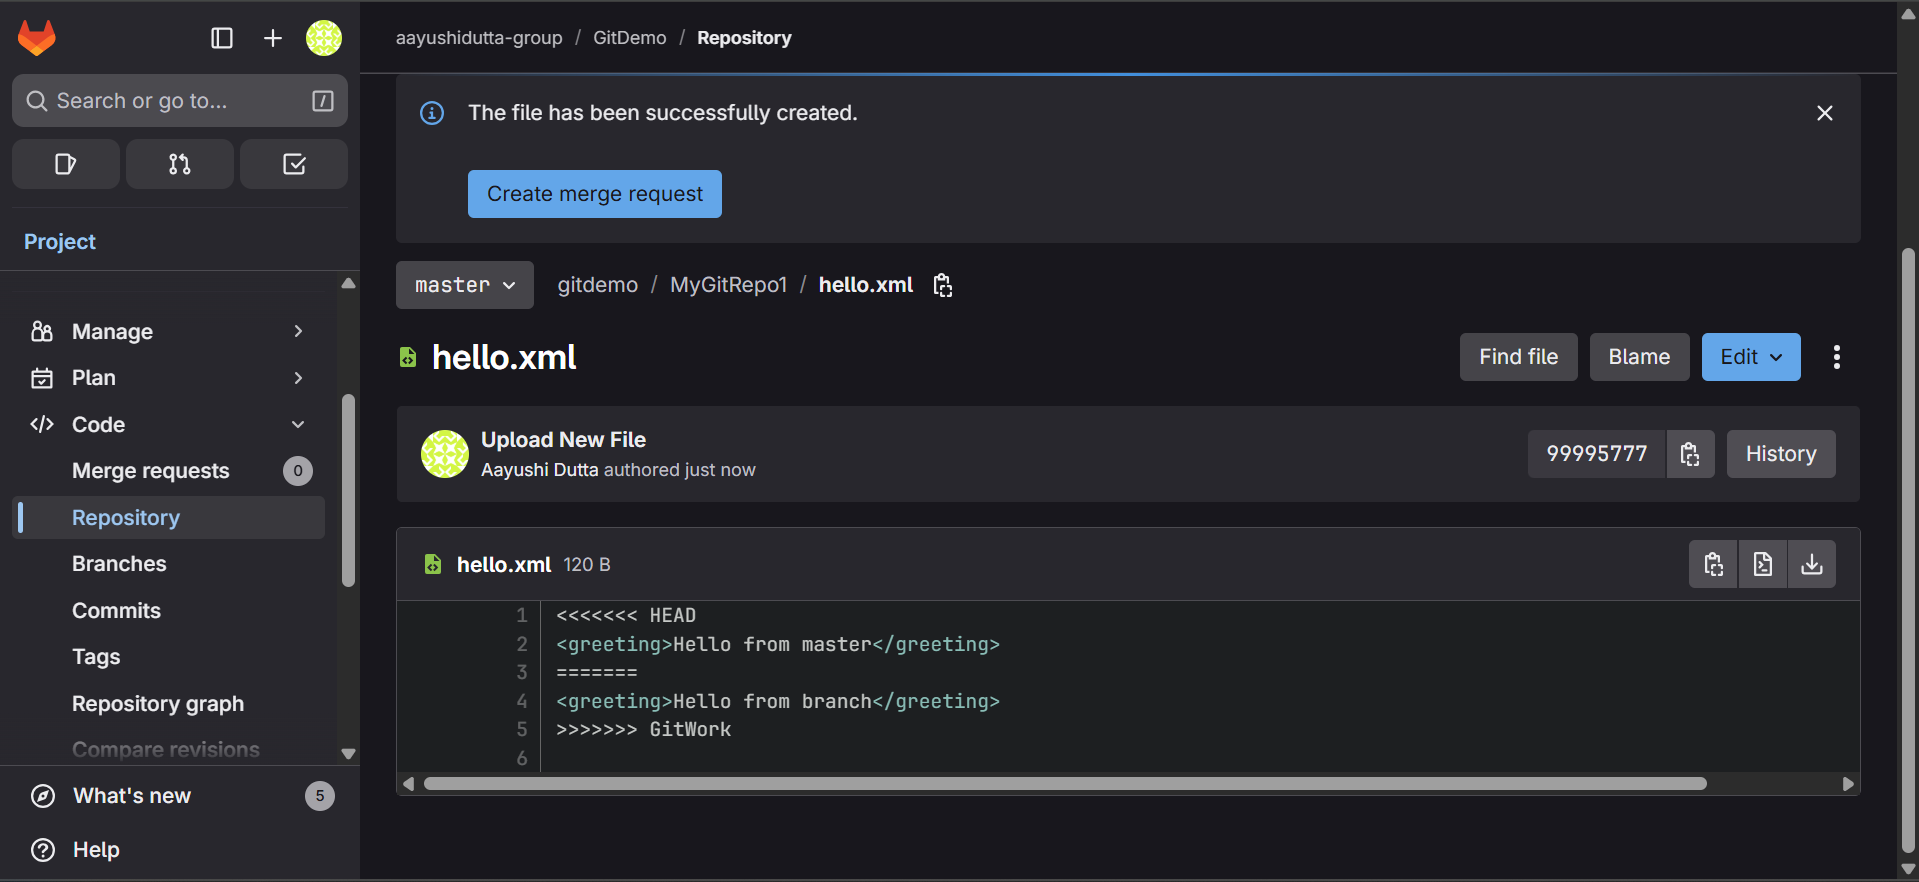 aayushidutta-group / GitDemo / Repository
Search or go to... /
The file has been successfully created.
Create merge request
Project
master
gitdemo / MyGitRepo1 / hello.xml
Manage
Plan
Code
Merge requests 0
Repository
Branches
Commits
Tags
Repository graph
Compare revisions
What's new 5
Help
hello.xml
Find file
Blame
Edit
Upload New File
Aayushi Dutta authored just now
99995777
History
hello.xml 120 B
1 <<<<<<< HEAD
2 <greeting>Hello from master</greeting>
3 =======
4 <greeting>Hello from branch</greeting>
5 >>>>>>> GitWork
6